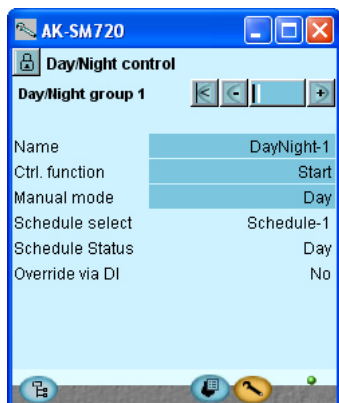 AK-SM720
Day/Night control
Day/Night group 1
Name DayNight-1
Ctrl. function Start
Manual mode Day
Schedule select Schedule-1
Schedule Status Day
Override via DI No